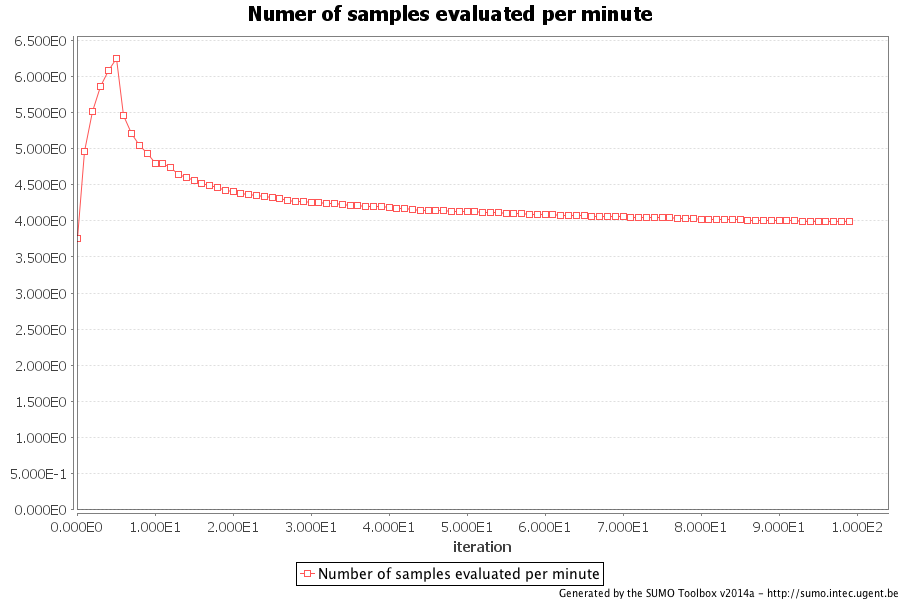 Numer of samples evaluated per minute
6.500E0
6.000E0
5.500E0
5.000E0
4.500E0
4.000E0
3.500E0
3.000E0
2.500E0
2.000E0
1.500E0
1.000E0
5.000E-1
0.000E0
0.000E0 1.000E1 2.000E1 3.000E1 4.000E1 5.000E1 6.000E1 7.000E1 8.000E1 9.000E1 1.000E2
iteration
Number of samples evaluated per minute
Generated by the SUMO Toolbox v2014a - http://sumo.intec.ugent.be